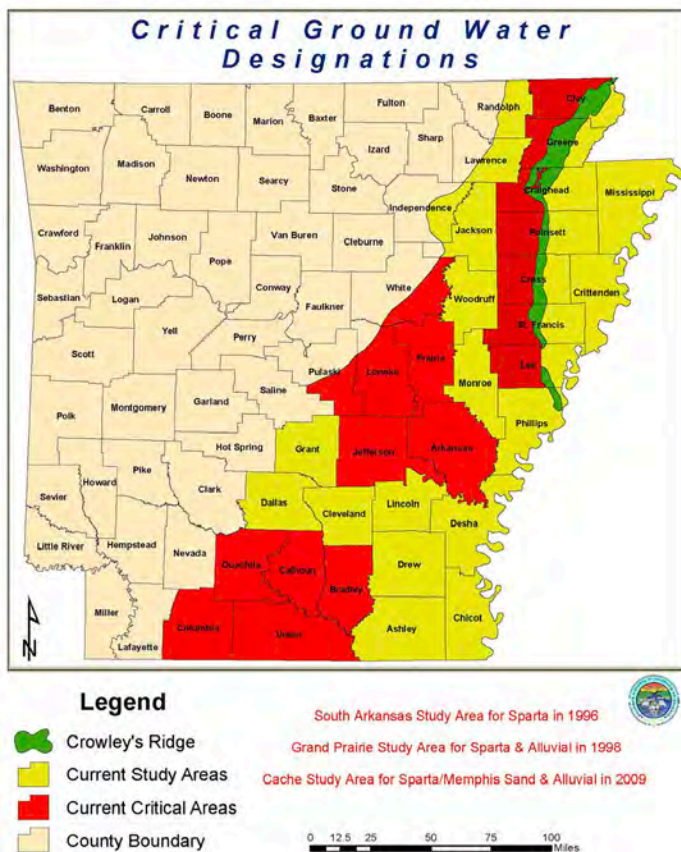 Critical Ground Water
Designations
Benton
Carroll
Boone
Marion
Baxter
Fulton
Randolph
Clay
Sharp
Izard
Greene
Washington
Madison
Newton
Searcy
Stone
Lawrence
Independence
Craighead
Mississippi
Crawford
Franklin
Johnson
Pope
Van Buren
Cleburne
Jackson
Poinsett
Sebastian
Logan
Conway
Faulkner
White
Woodruff
Cross
Crittenden
Scott
Yell
Perry
Pulaski
Lonoke
Prairie
St. Francis
Lee
Monroe
Polk
Montgomery
Garland
Saline
Phillips
Hot Spring
Grant
Jefferson
Arkansas
Sevier
Howard
Pike
Clark
Dallas
Cleveland
Lincoln
Desha
Little River
Hempstead
Nevada
Ouachita
Calhoun
Bradley
Drew
Miller
Lafayette
Columbia
Union
Ashley
Chicot
N
Legend
Crowley's Ridge
Current Study Areas
Current Critical Areas
County Boundary
South Arkansas Study Area for Sparta in 1996
Grand Prairie Study Area for Sparta & Alluvial in 1998
Cache Study Area for Sparta/Memphis Sand & Alluvial in 2009
0 12.5 25 50 75 100
Miles